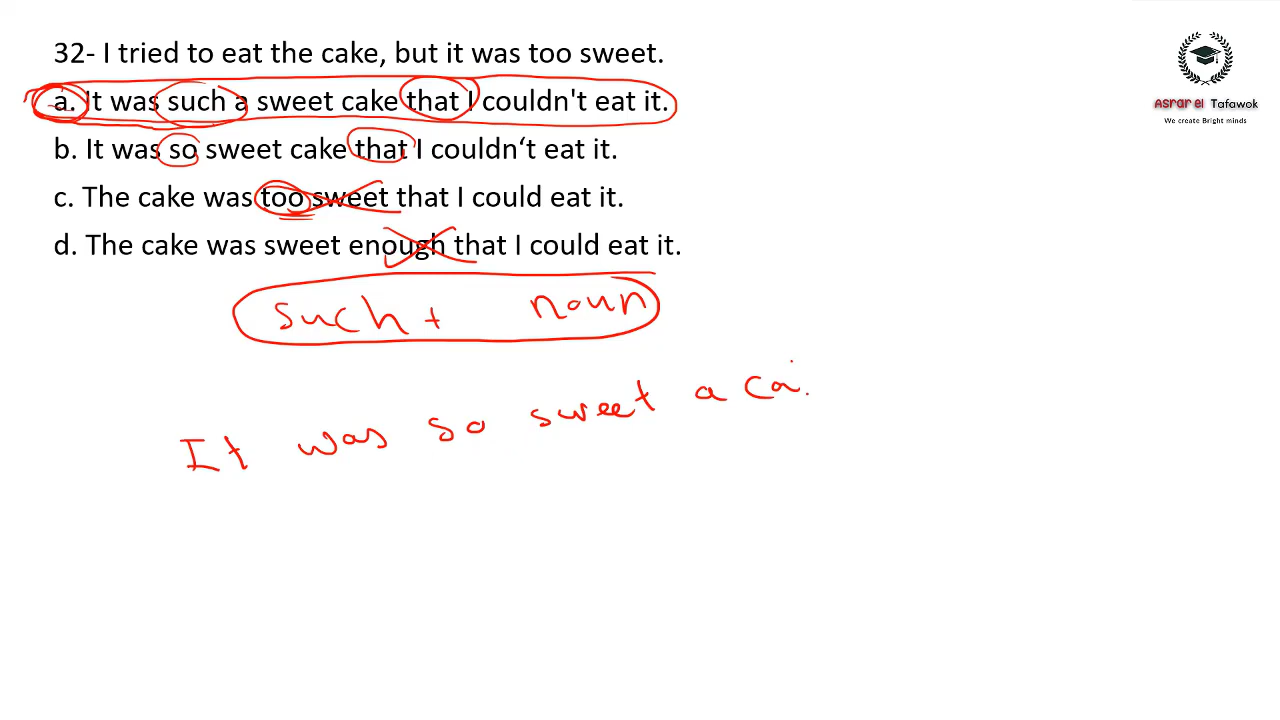 32- I tried to eat the cake, but it was too sweet.
a. It was such a sweet cake that I couldn't eat it.
b. It was so sweet cake that I couldn‘t eat it.
c. The cake was too sweet that I could eat it.
d. The cake was sweet enough that I could eat it.
such + noun
It was so sweet a ca
Asrar el Tafawok
We create Bright minds